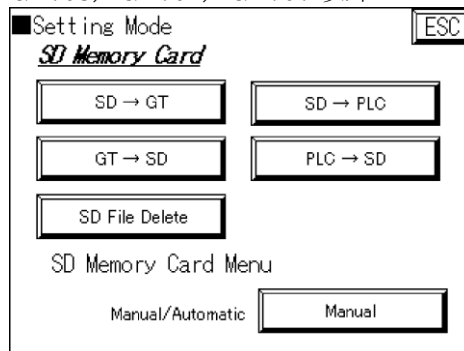 ■Setting Mode ESC
SD Memory Card
SD → GT SD → PLC
GT → SD PLC → SD
SD File Delete
SD Memory Card Menu
Manual/Automatic Manual